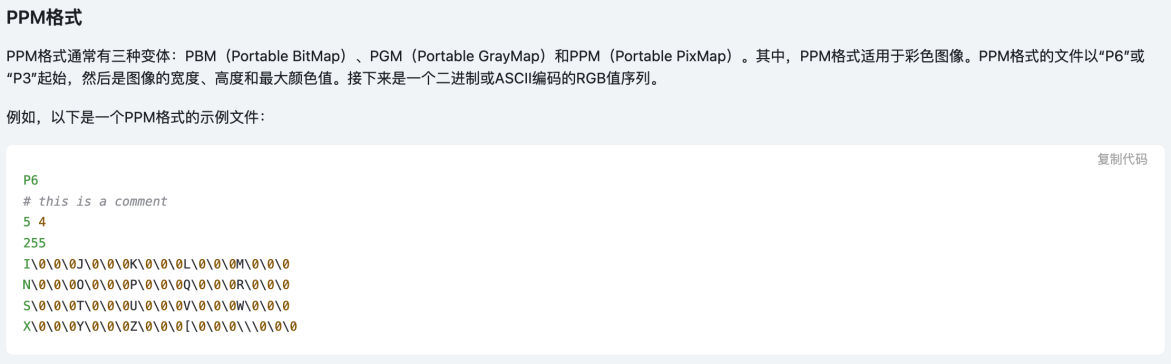 PPM格式
PPM格式通常有三种变体：PBM（Portable BitMap）、PGM（Portable GrayMap）和PPM（Portable PixMap）。其中，PPM格式适用于彩色图像。PPM格式的文件以“P6”或
“P3”起始，然后是图像的宽度、高度和最大颜色值。接下来是一个二进制或ASCII编码的RGB值序列。
例如，以下是一个PPM格式的示例文件：
复制代码
P6
# this is a comment
5 4
255
I\0\0\0J\0\0\0K\0\0\0L\0\0\0M\0\0\0
N\0\0\0O\0\0\0P\0\0\0Q\0\0\0R\0\0\0
S\0\0\0T\0\0\0U\0\0\0V\0\0\0W\0\0\0
X\0\0\0Y\0\0\0Z\0\0\0[\0\0\0\\\0\0\0